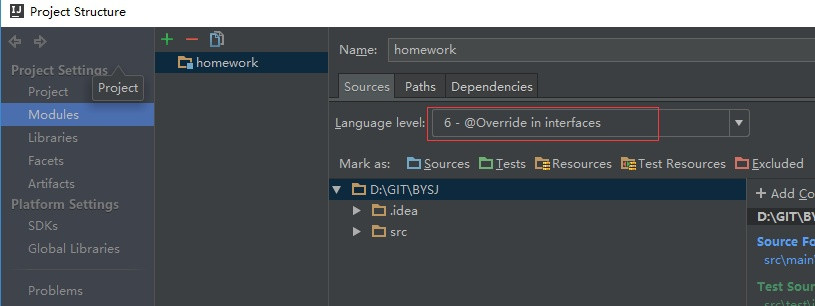 IJ Project Structure
Project Settings
Project
Project
Modules
Libraries
Facets
Artifacts
Platform Settings
SDKs
Global Libraries
Problems
homework
Name: homework
Sources Paths Dependencies
Language level: 6 - @Override in interfaces
Mark as: Sources Tests Resources Test Resources Excluded
D:\GIT\BYSJ
.idea
src
+ Add Co
D:\GIT\BY
Source Fo
src\main\
Test Sour
src\test\j